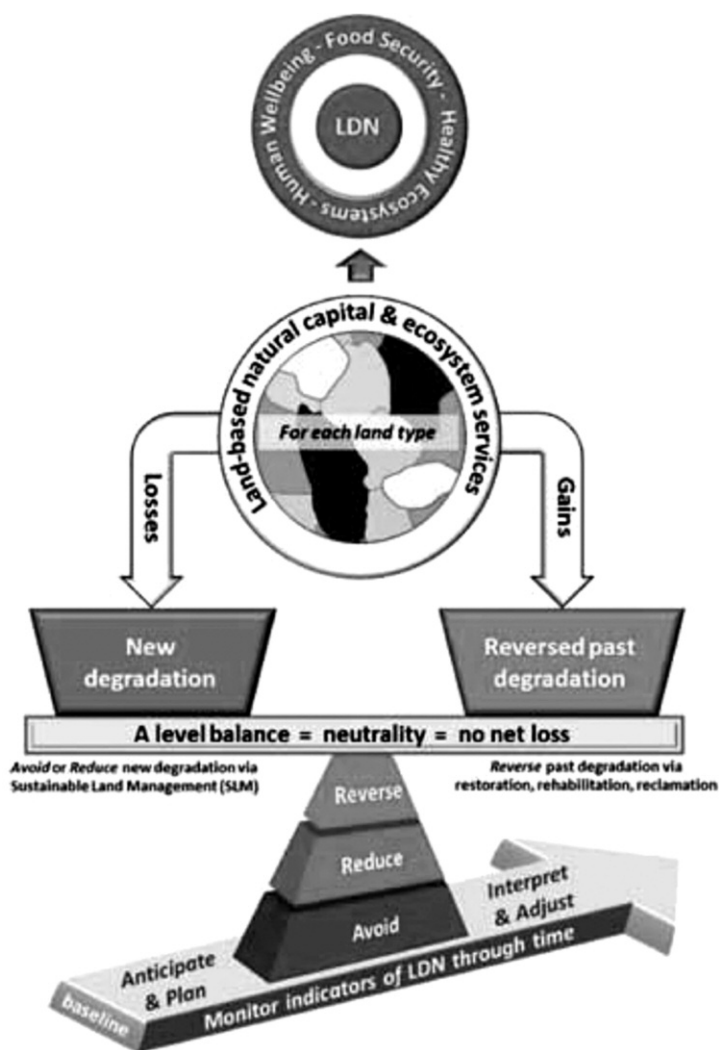 Human Wellbeing - Food Security - Healthy Ecosystems -
LDN
Land-based natural capital & ecosystem services
For each land type
Losses
Gains
New
degradation
Reversed past
degradation
A level balance = neutrality = no net loss
Avoid or Reduce new degradation via
Sustainable Land Management (SLM)
Reverse past degradation via
restoration, rehabilitation, reclamation
Reverse
Reduce
Avoid
Interpret
& Adjust
Anticipate
& Plan
Monitor indicators of LDN through time
baseline